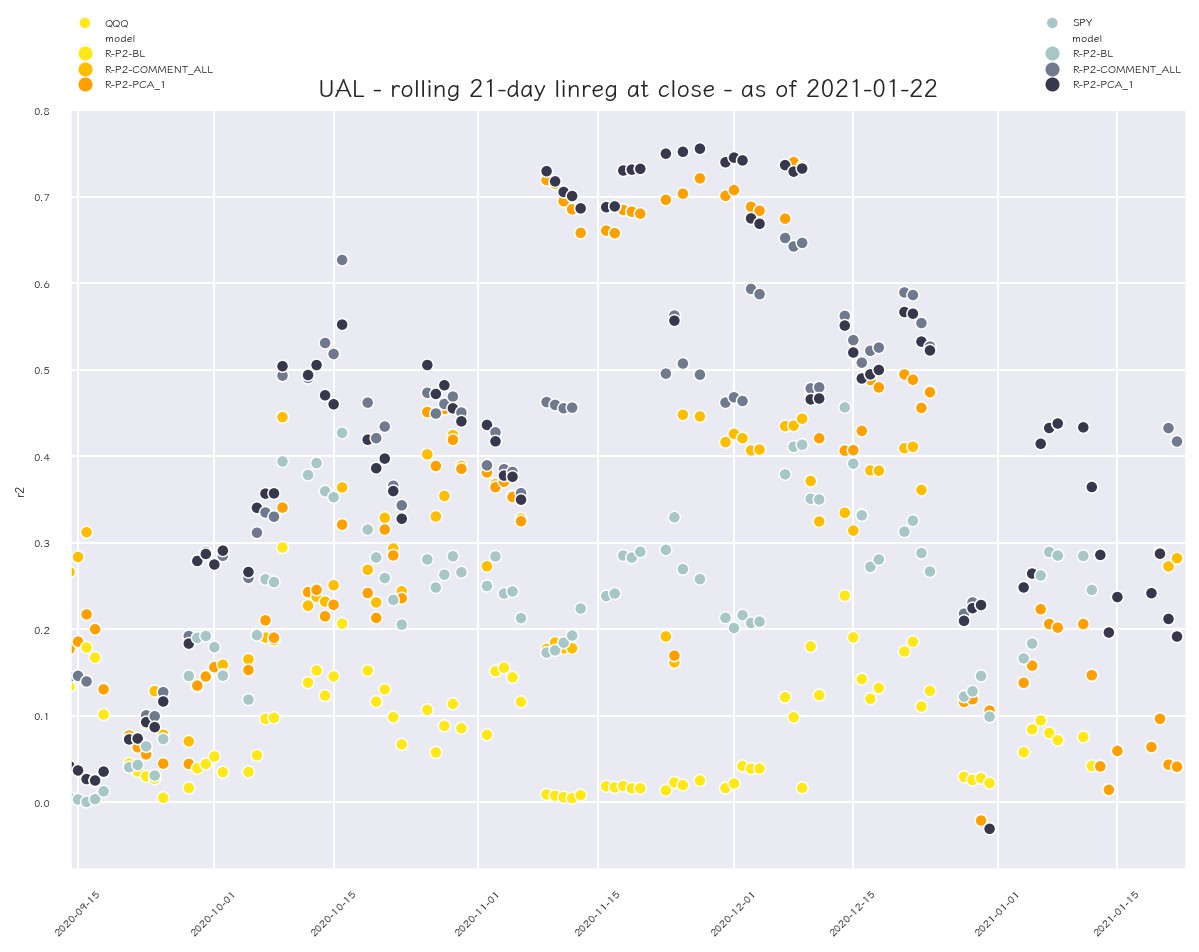 QQQ
model
R-P2-BL
R-P2-COMMENT_ALL
R-P2-PCA_1
SPY
model
R-P2-BL
R-P2-COMMENT_ALL
R-P2-PCA_1
UAL - rolling 21-day linreg at close - as of 2021-01-22
0.8
0.7
0.6
0.5
0.4
0.3
0.2
0.1
0.0
r2
2020-09-15
2020-10-01
2020-10-15
2020-11-01
2020-11-15
2020-12-01
2020-12-15
2021-01-01
2021-01-15